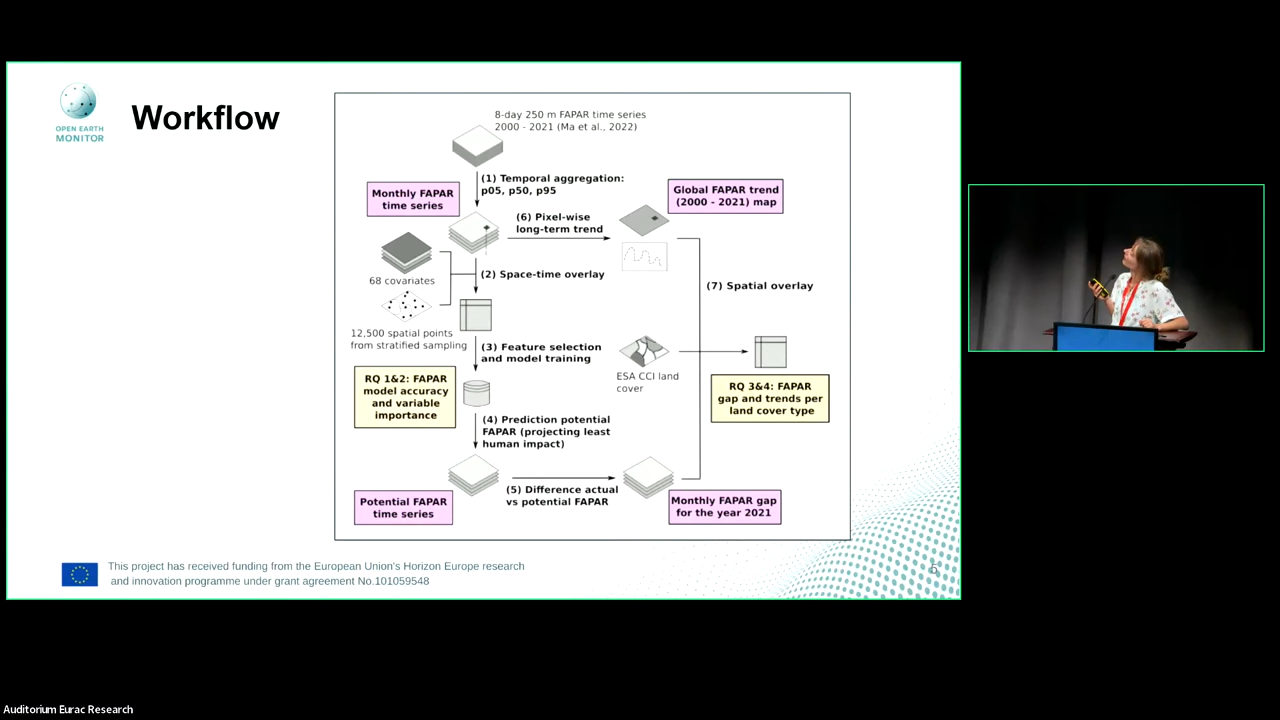 OPEN EARTH
MONITOR
Workflow
8-day 250 m FAPAR time series
2000 - 2021 (Ma et al., 2022)
(1) Temporal aggregation:
p05, p50, p95
Monthly FAPAR
time series
Global FAPAR trend
(2000 - 2021) map
(6) Pixel-wise
long-term trend
68 covariates
(2) Space-time overlay
(7) Spatial overlay
12,500 spatial points
from stratified sampling
(3) Feature selection
and model training
ESA CCI land
cover
RQ 1&2: FAPAR
model accuracy
and variable
importance
RQ 3&4: FAPAR
gap and trends per
land cover type
(4) Prediction potential
FAPAR (projecting least
human impact)
Potential FAPAR
time series
(5) Difference actual
vs potential FAPAR
Monthly FAPAR gap
for the year 2021
This project has received funding from the European Union's Horizon Europe research
and innovation programme under grant agreement No.101059548
5
Auditorium Eurac Research